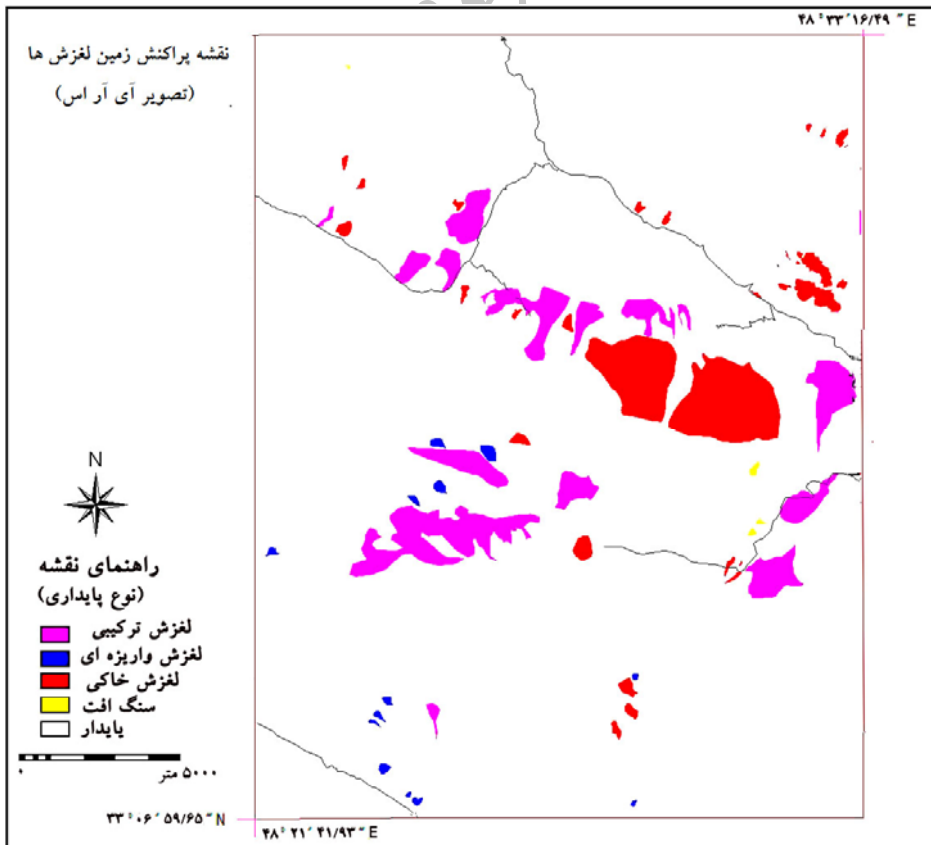 ۴۸° ۳۳´ ۱۶/۴۹ ̋ E
نقشه پراکنش زمین لغزش ها
(تصویر آی آر اس)
N
راهنمای نقشه
(نوع پایداری)
لغزش ترکیبی
لغزش واریزه ای
لغزش خاکی
سنگ افت
پایدار
۰ ۵۰۰۰ متر
۳۳° ۰۶´ ۵۹/۶۵ ̋ N
۴۸° ۲۱´ ۴۱/۹۳ ̋ E